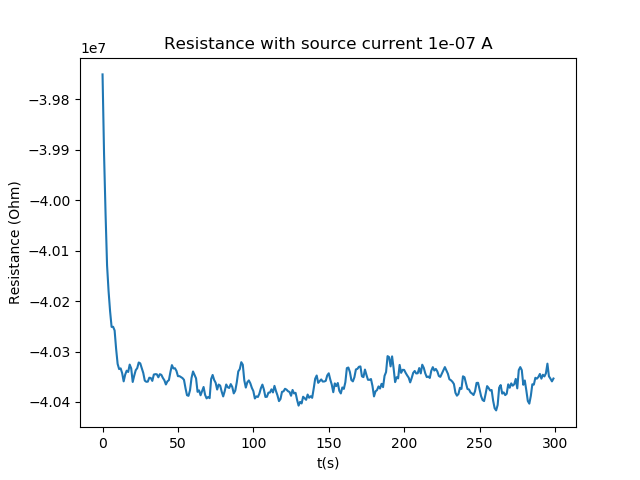 Resistance with source current 1e-07 A
1e7
−3.98
−3.99
−4.00
−4.01
−4.02
−4.03
−4.04
Resistance (Ohm)
0 50 100 150 200 250 300
t(s)